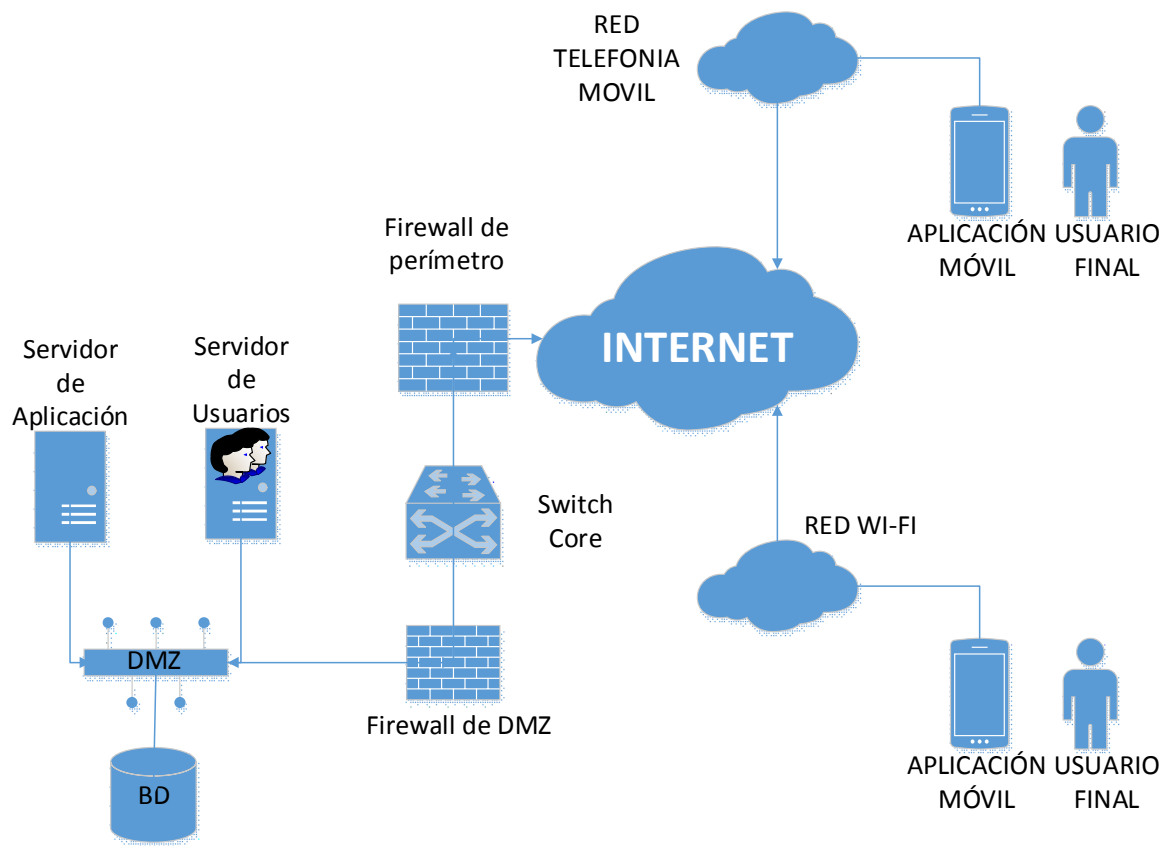 RED
TELEFONIA
MOVIL
APLICACIÓN
MÓVIL
USUARIO
FINAL
Firewall de
perímetro
INTERNET
Servidor
de
Aplicación
Servidor
de
Usuarios
Switch
Core
RED WI-FI
DMZ
Firewall de DMZ
BD
APLICACIÓN
MÓVIL
USUARIO
FINAL